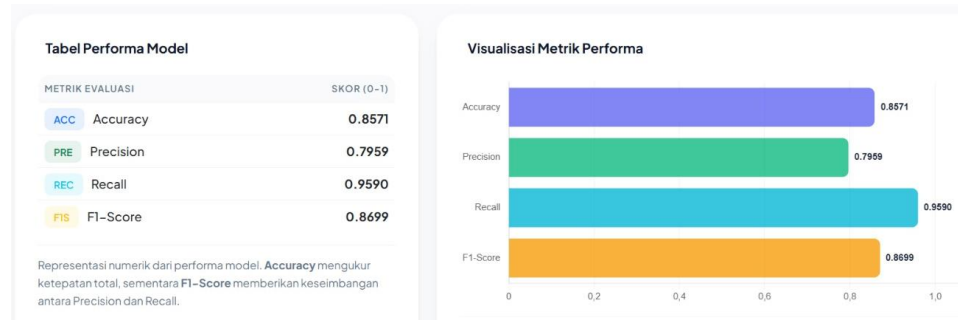 Tabel Performa Model
METRIK EVALUASI SKOR (0-1)
ACC Accuracy 0.8571
PRE Precision 0.7959
REC Recall 0.9590
F1S F1-Score 0.8699
Representasi numerik dari performa model. Accuracy mengukur
ketepatan total, sementara F1-Score memberikan keseimbangan
antara Precision dan Recall.
Visualisasi Metrik Performa
Accuracy 0.8571
Precision 0.7959
Recall 0.9590
F1-Score 0.8699
0 0,2 0,4 0,6 0,8 1,0